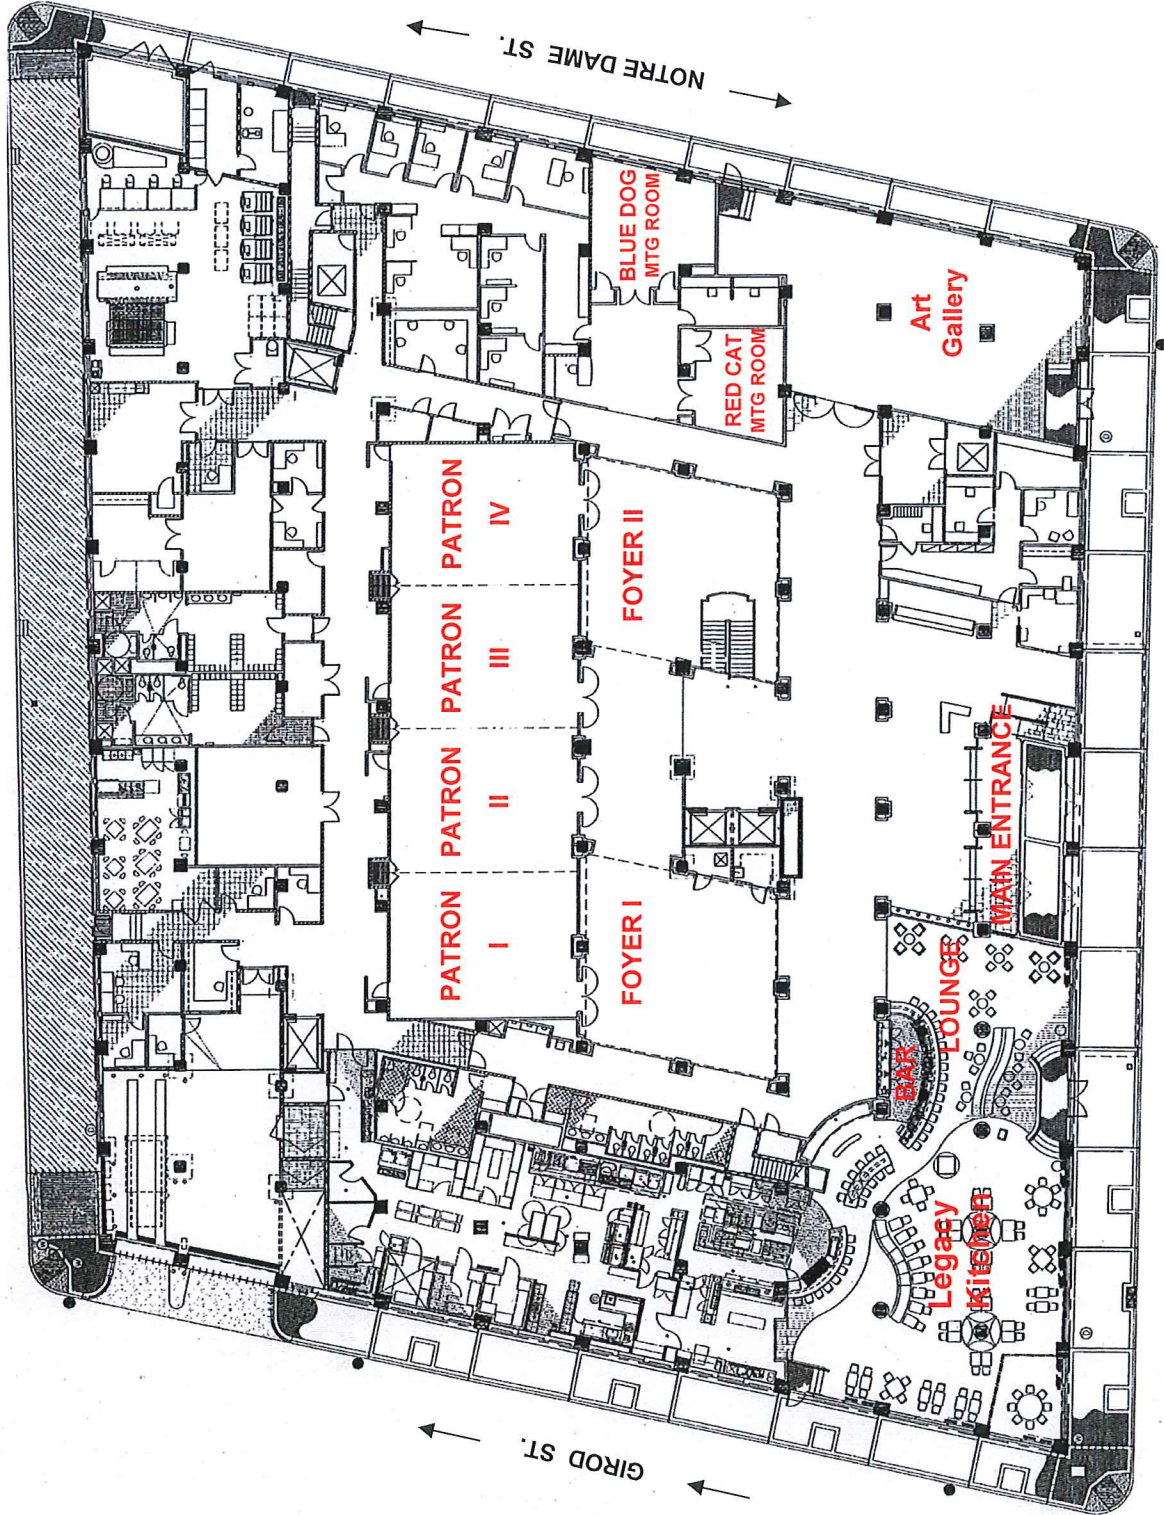 NOTRE DAME ST.
BLUE DOG
MTG ROOM
RED CAT
MTG ROOM
Art
Gallery
PATRON
I
PATRON
II
PATRON
III
PATRON
IV
FOYER I
FOYER II
MAIN ENTRANCE
LOUNGE
BAR
Legacy
Kitchen
GIROD ST.